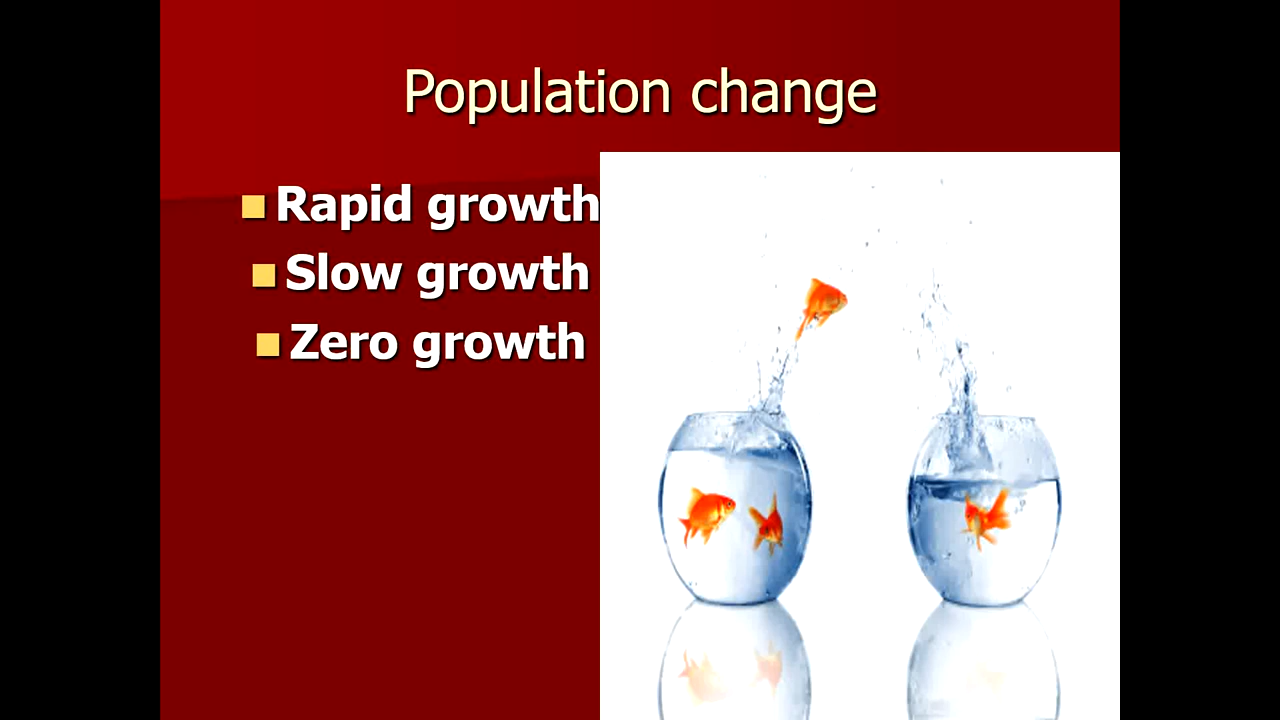 Population change
Rapid growth
Slow growth
Zero growth